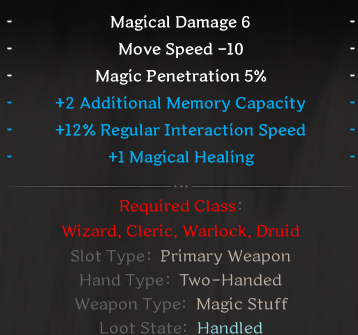 - Magical Damage 6 -
- Move Speed -10 -
- Magic Penetration 5% -
- +2 Additional Memory Capacity -
- +12% Regular Interaction Speed -
- +1 Magical Healing -
Required Class:
Wizard, Cleric, Warlock, Druid
Slot Type: Primary Weapon
Hand Type: Two-Handed
Weapon Type: Magic Stuff
Loot State: Handled